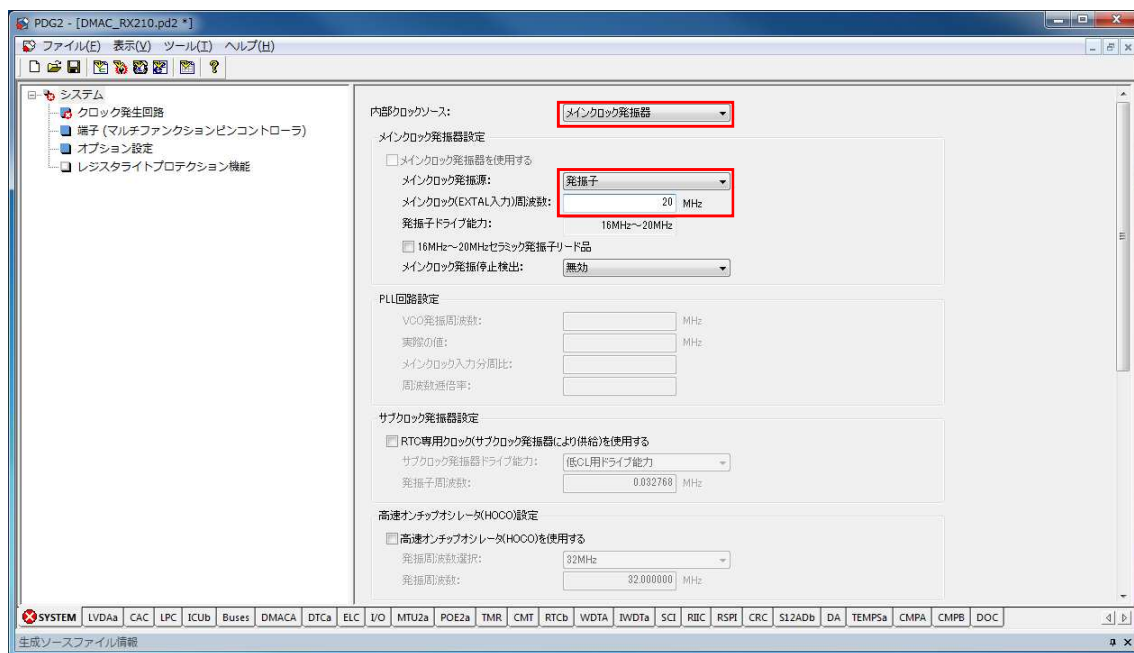 PDG2 - [DMAC_RX210.pd2 *]
ファイル(F) 表示(V) ツール(T) ヘルプ(H)
システム
クロック発生回路
端子 (マルチファンクションピンコントローラ)
オプション設定
レジスタライトプロテクション機能
内部クロックソース: メインクロック発振器
メインクロック発振器設定
メインクロック発振器を使用する
メインクロック発振源: 発振子
メインクロック(EXTAL入力)周波数: 20 MHz
発振子ドライブ能力: 16MHz～20MHz
16MHz～20MHzセラミック発振子リード品
メインクロック発振停止検出: 無効
PLL回路設定
VCO発振周波数: MHz
実際の値: MHz
メインクロック入力分周比:
周波数逓倍率:
サブクロック発振器設定
RTC専用クロック(サブクロック発振器により供給)を使用する
サブクロック発振器ドライブ能力: 低CL用ドライブ能力
発振子周波数: 0.032768 MHz
高速オンチップオシレータ(HOCO)設定
高速オンチップオシレータ(HOCO)を使用する
発振周波数選択: 32MHz
発振周波数: 32.000000 MHz
SYSTEM LVDAa CAC LPC ICUb Buses DMACA DTCa ELC I/O MTU2a POE2a TMR CMT RTCb WDTA IWDTa SCI RIIC RSPI CRC S12ADb DA TEMPSa CMPA CMPB DOC
生成ソースファイル情報